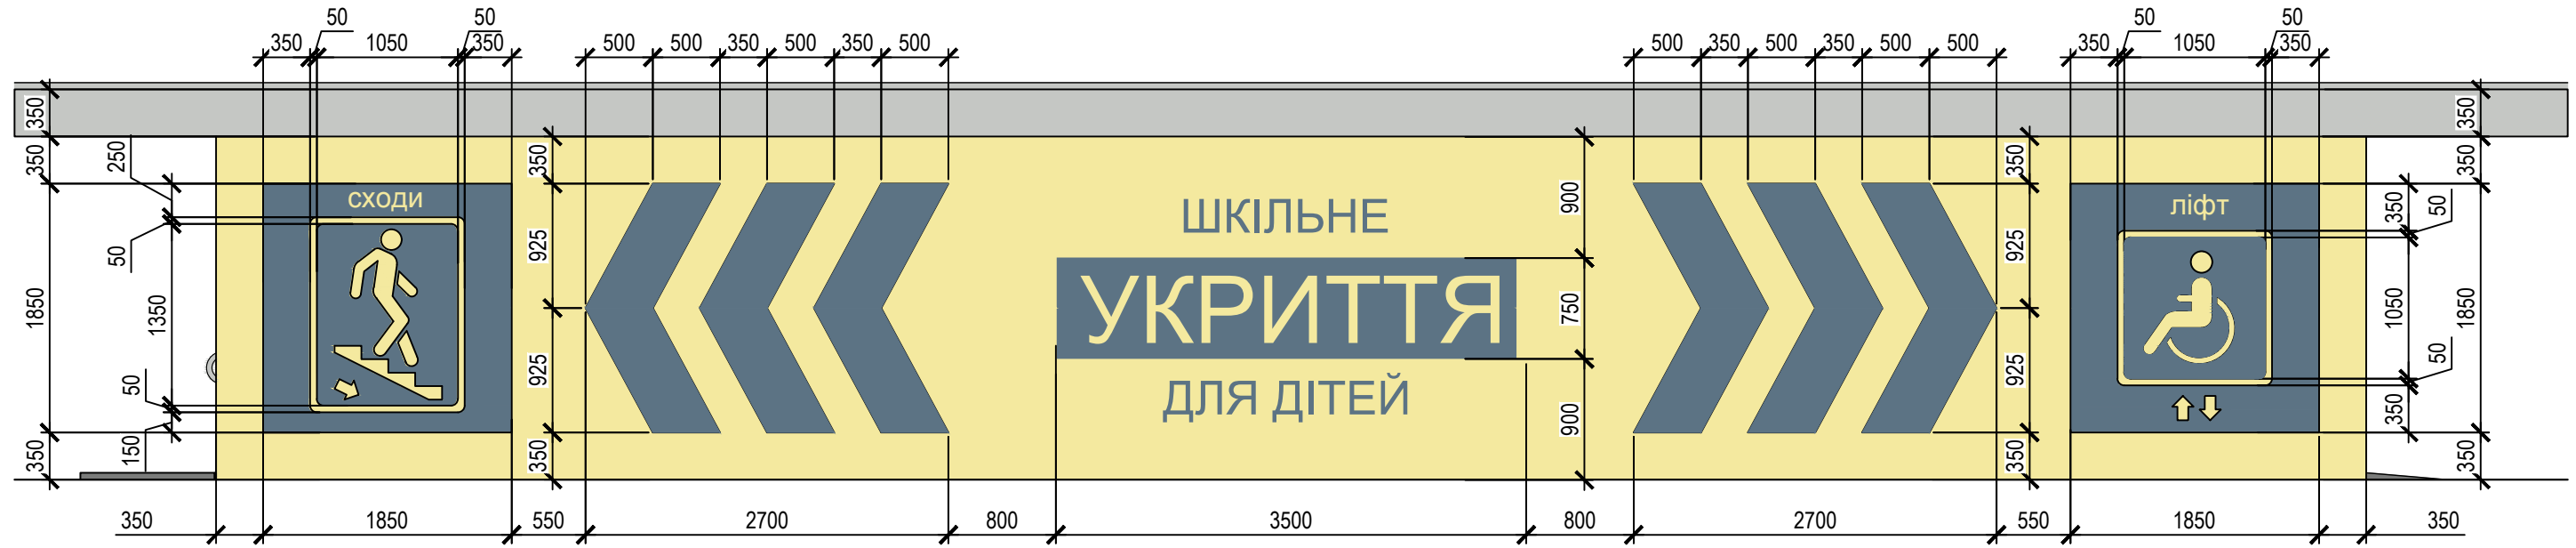 50 50 50 50
350 1050 350 500 500 350 500 350 500 500 350 500 350 500 500 350 1050 350
350 350
350 250 350 350 350
сходи ліфт
900 350 50
ШКІЛЬНЕ
50 1850 1350 925 УКРИТТЯ 750 925 1050 1850
925 925
50 ДЛЯ ДІТЕЙ 50
150 900 350
350 350 350 350
350 1850 550 2700 800 3500 800 2700 550 1850 350